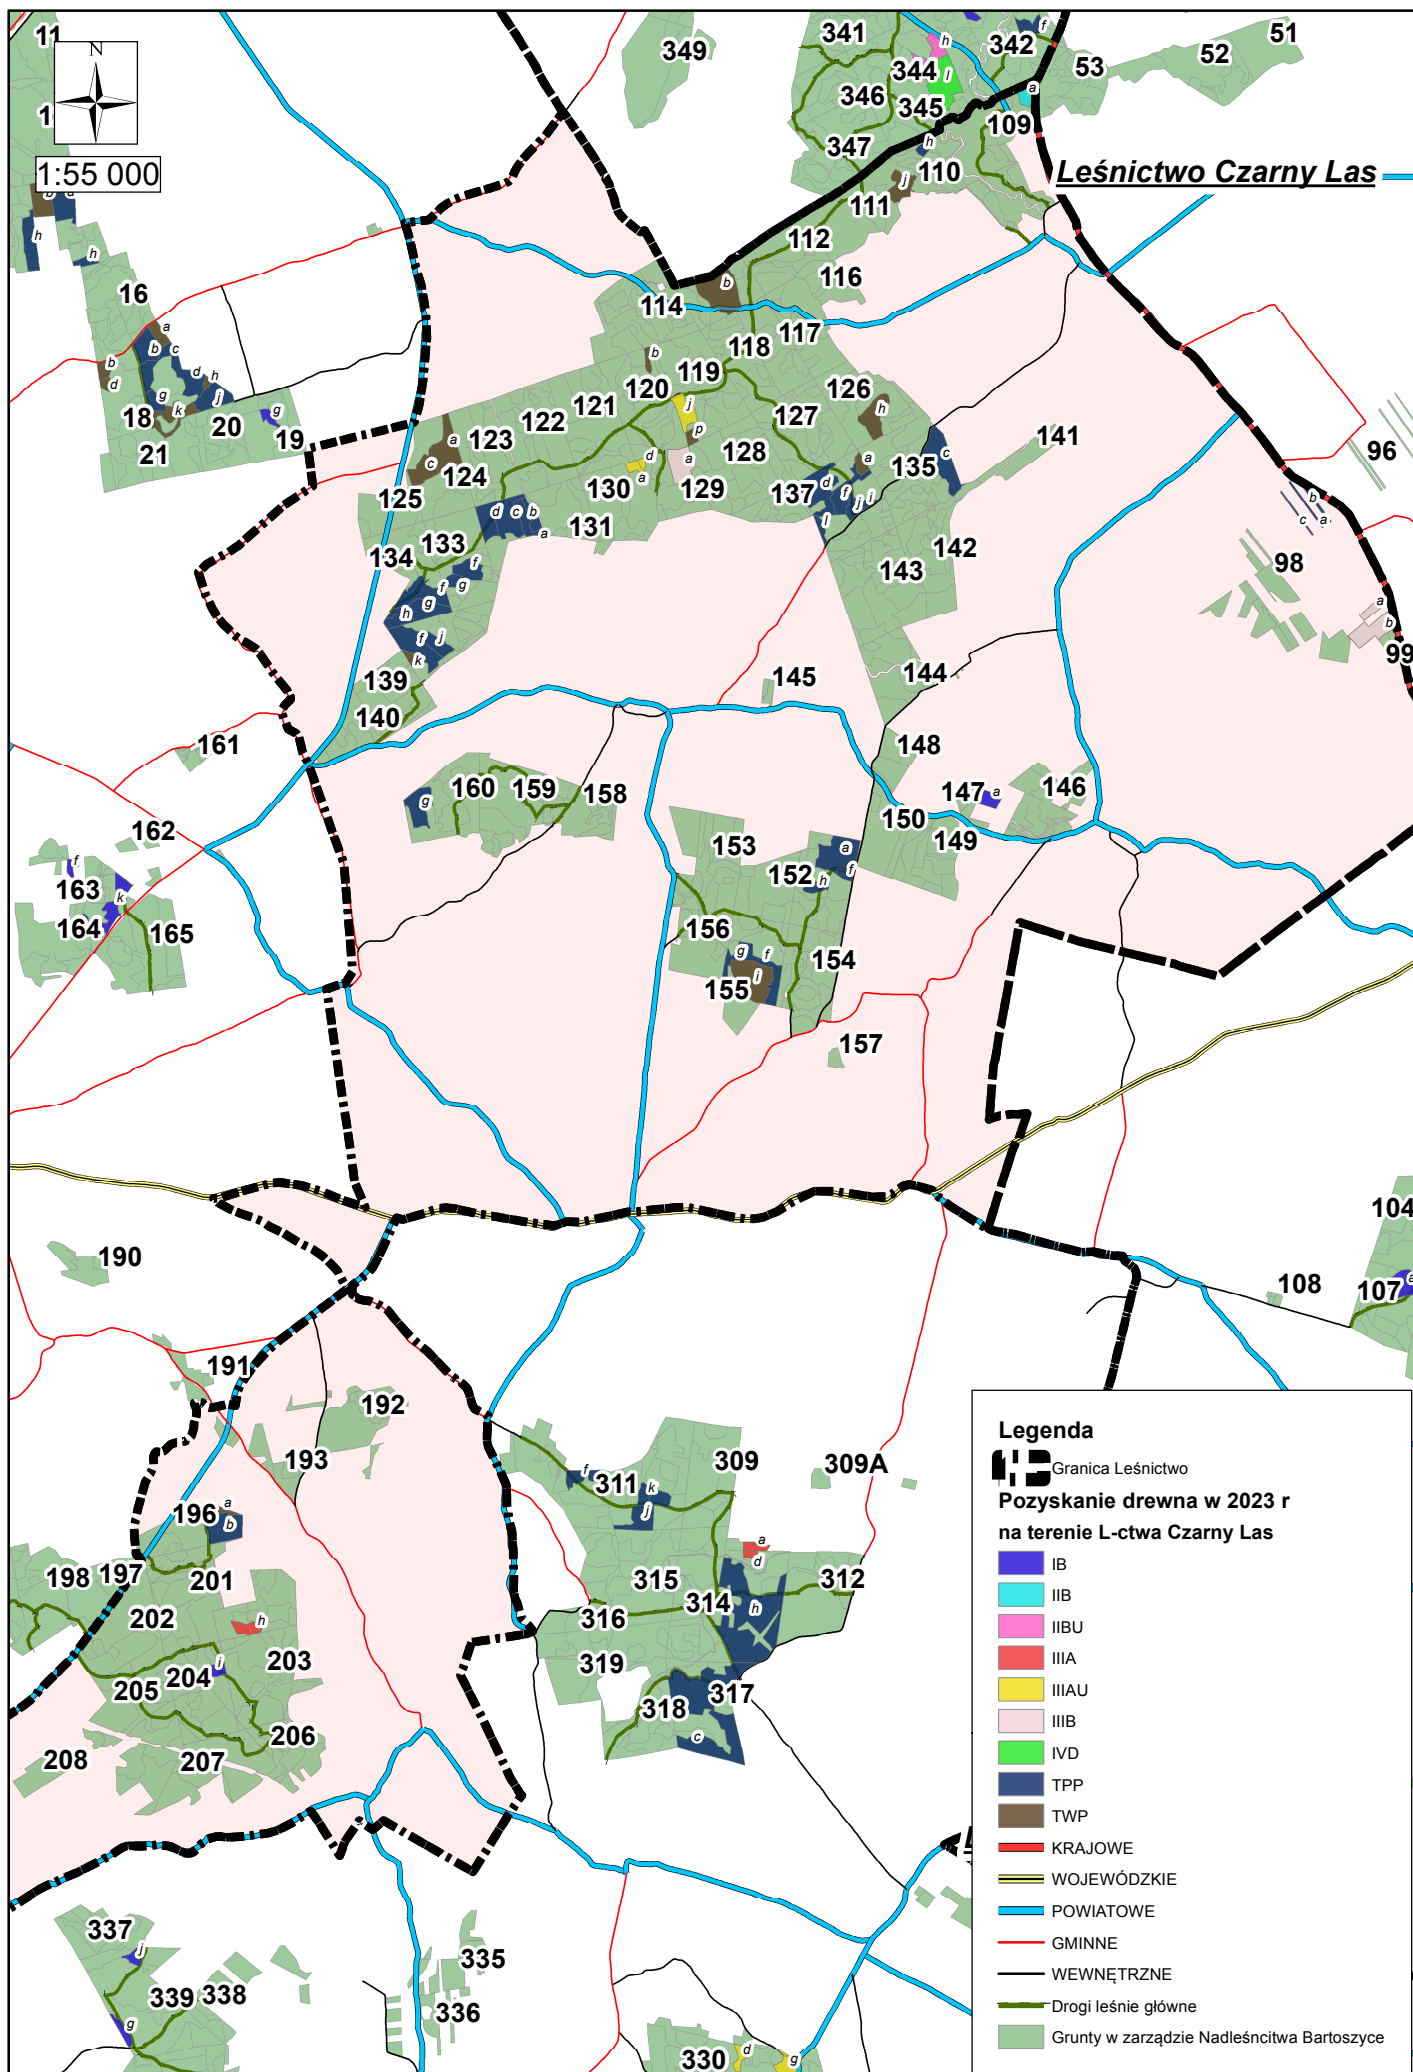 11
349
341
h
342
f
51
52
53
344
l
346
345
a
109
347
h
110
N
1:55 000
j
111
Leśnictwo Czarny Las
b
a
h
h
112
116
16
114
b
117
118
a
b
c
b
d
d
h
g
j
k
18
20
g
19
21
b
119
120
121
122
126
j
h
127
p
123
a
124
c
125
d
a
130
a
129
128
141
135
c
a
137
d
f
j
i
l
96
b
c
a
d
c
b
a
131
134
133
f
g
f
g
h
f
j
k
142
143
98
a
b
99
139
140
144
145
161
148
147
a
146
160
159
158
g
150
149
162
f
163
k
164
165
153
a
152
h
f
156
g
f
i
155
154
157
190
104
108
107
a
191
192
193
309
309A
f
311
k
j
196
a
b
a
d
198
197
201
315
312
314
h
316
202
h
203
204
i
319
205
317
318
206
c
208
207
337
j
335
339
338
336
g
330
d
g
Legenda
Granica Leśnictwo
Pozyskanie drewna w 2023 r
na terenie L-ctwa Czarny Las
IB
IIB
IIBU
IIIA
IIIAU
IIIB
IVD
TPP
TWP
KRAJOWE
WOJEWÓDZKIE
POWIATOWE
GMINNE
WEWNĘTRZNE
Drogi leśnie główne
Grunty w zarządzie Nadleśncitwa Bartoszyce